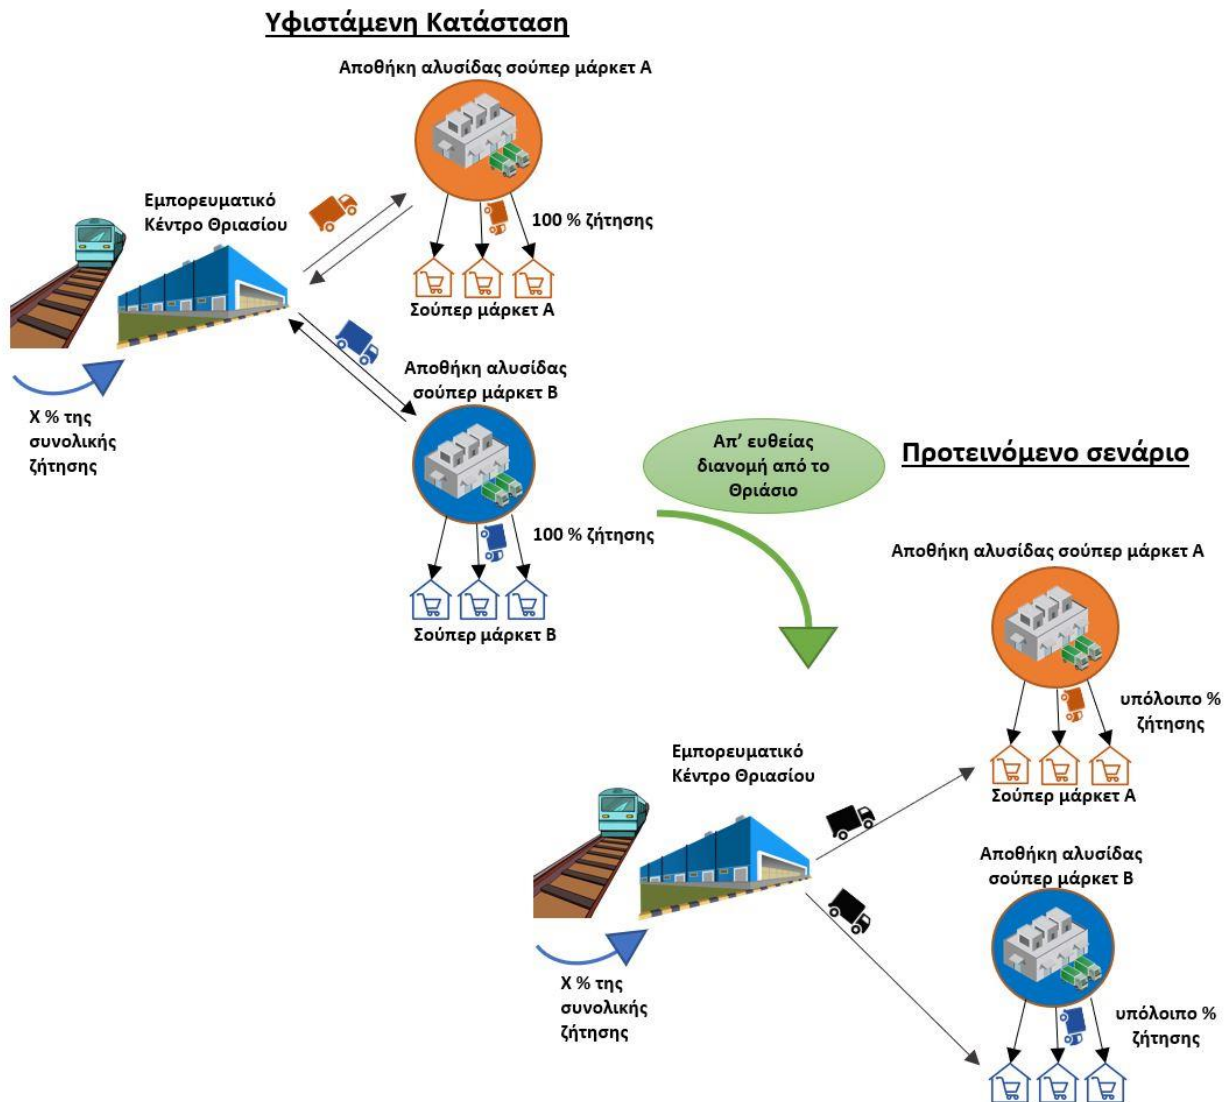 Υφιστάμενη Κατάσταση
Αποθήκη αλυσίδας σούπερ μάρκετ Α
Εμπορευματικό
Κέντρο Θριασίου
100 % ζήτησης
Σούπερ μάρκετ Α
Αποθήκη αλυσίδας
σούπερ μάρκετ Β
Χ % της
συνολικής
ζήτησης
100 % ζήτησης
Σούπερ μάρκετ Β
Απ’ ευθείας
διανομή από το
Θριάσιο
Προτεινόμενο σενάριο
Αποθήκη αλυσίδας σούπερ μάρκετ Α
υπόλοιπο %
ζήτησης
Εμπορευματικό
Κέντρο Θριασίου
Σούπερ μάρκετ Α
Αποθήκη αλυσίδας
σούπερ μάρκετ Β
Χ % της
συνολικής
ζήτησης
υπόλοιπο %
ζήτησης